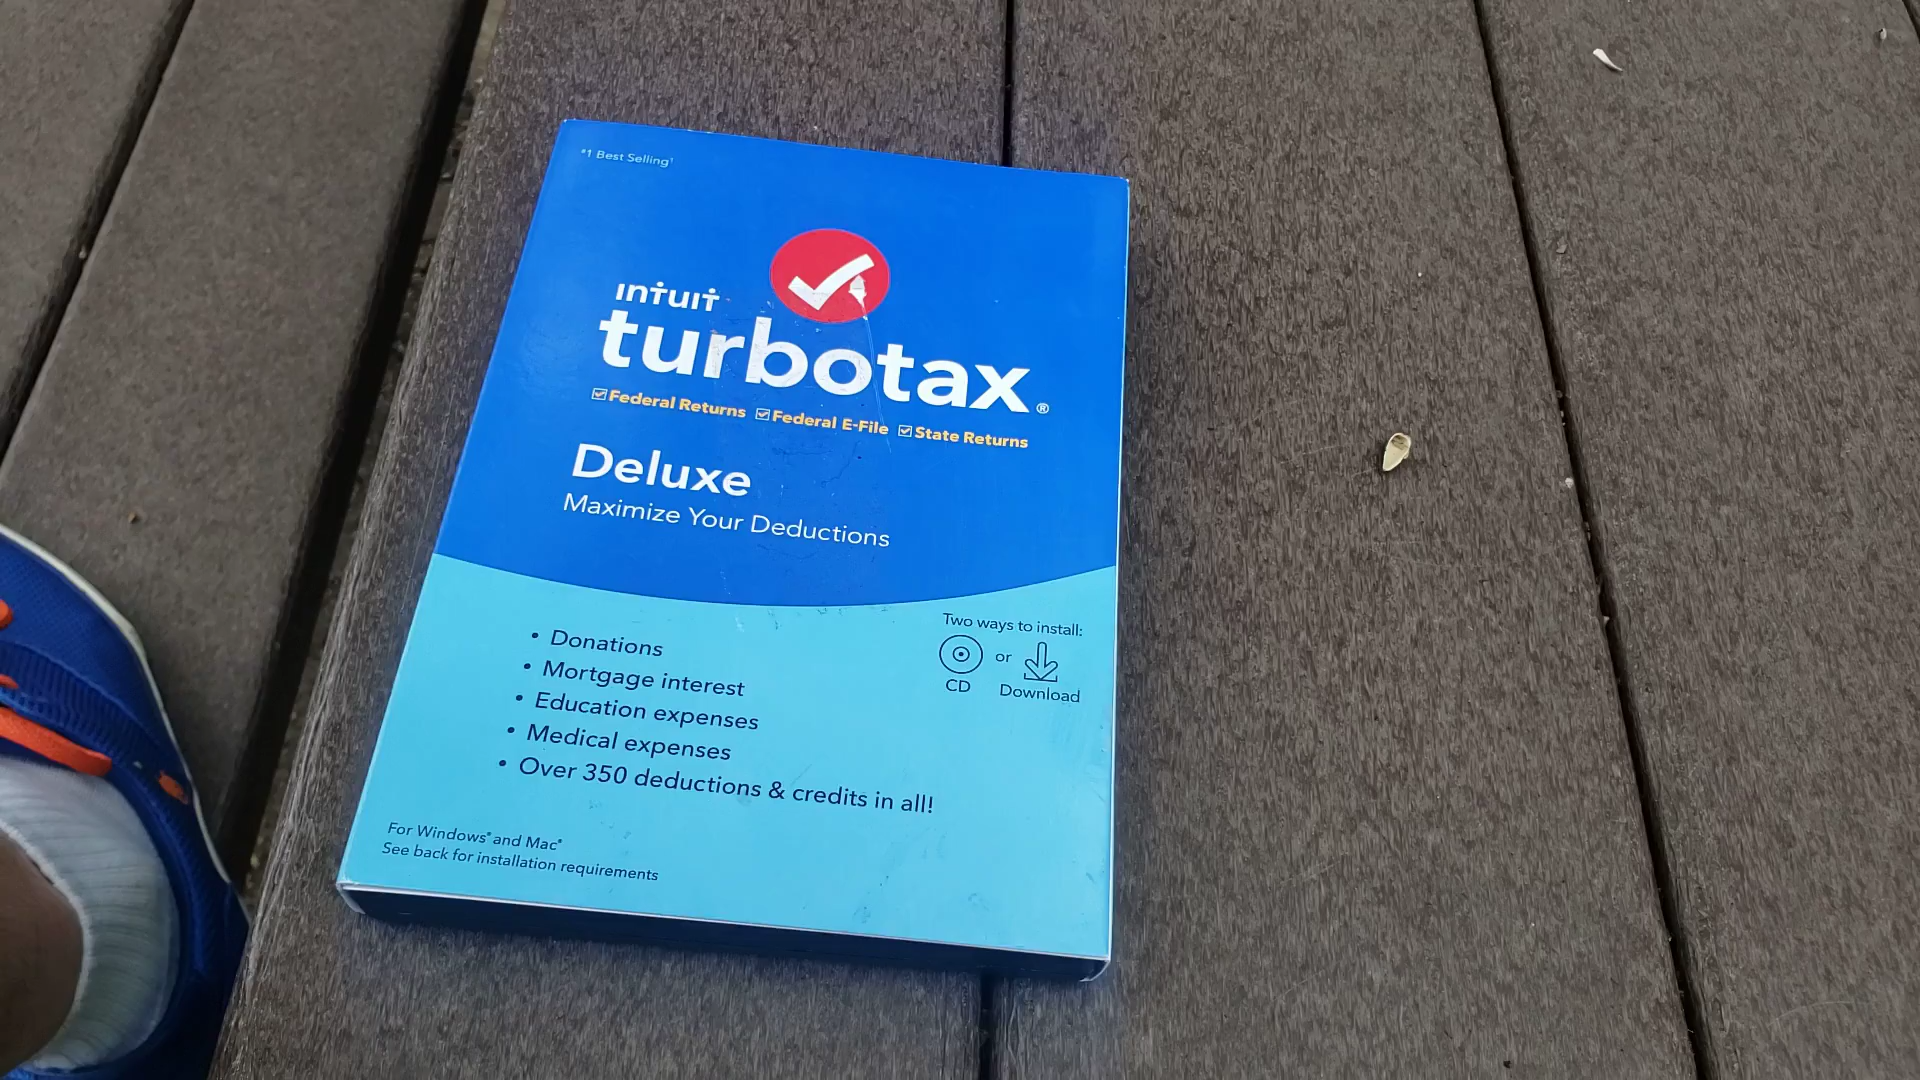 #1 Best Selling¹
ıntuıt
turbotax®
Federal Returns Federal E-File State Returns
Deluxe
Maximize Your Deductions
Two ways to install:
CD or Download
• Donations
• Mortgage interest
• Education expenses
• Medical expenses
• Over 350 deductions & credits in all!
For Windows® and Mac®
See back for installation requirements